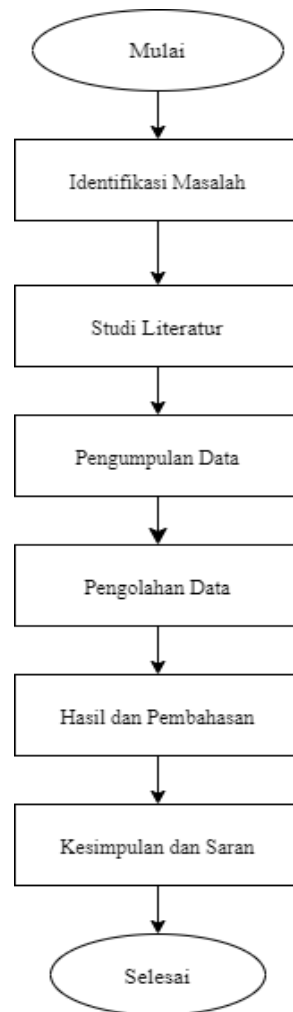 Mulai
Identifikasi Masalah
Studi Literatur
Pengumpulan Data
Pengolahan Data
Hasil dan Pembahasan
Kesimpulan dan Saran
Selesai